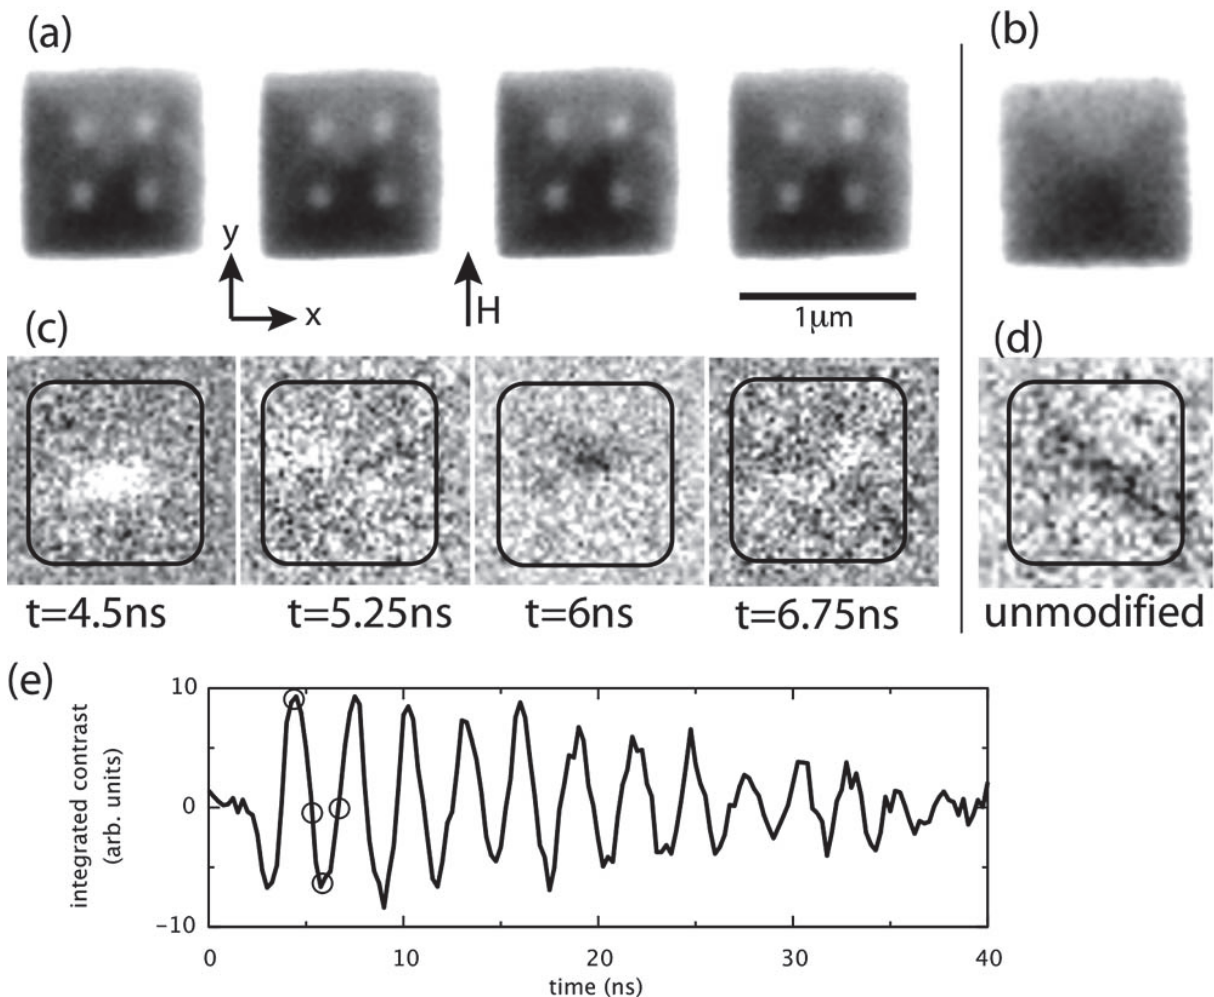 (a)
(b)
y
x
H
1μm
(c)
(d)
t=4.5ns
t=5.25ns
t=6ns
t=6.75ns
unmodified
(e)
integrated contrast
(arb. units)
10
0
−10
0
10
20
30
40
time (ns)